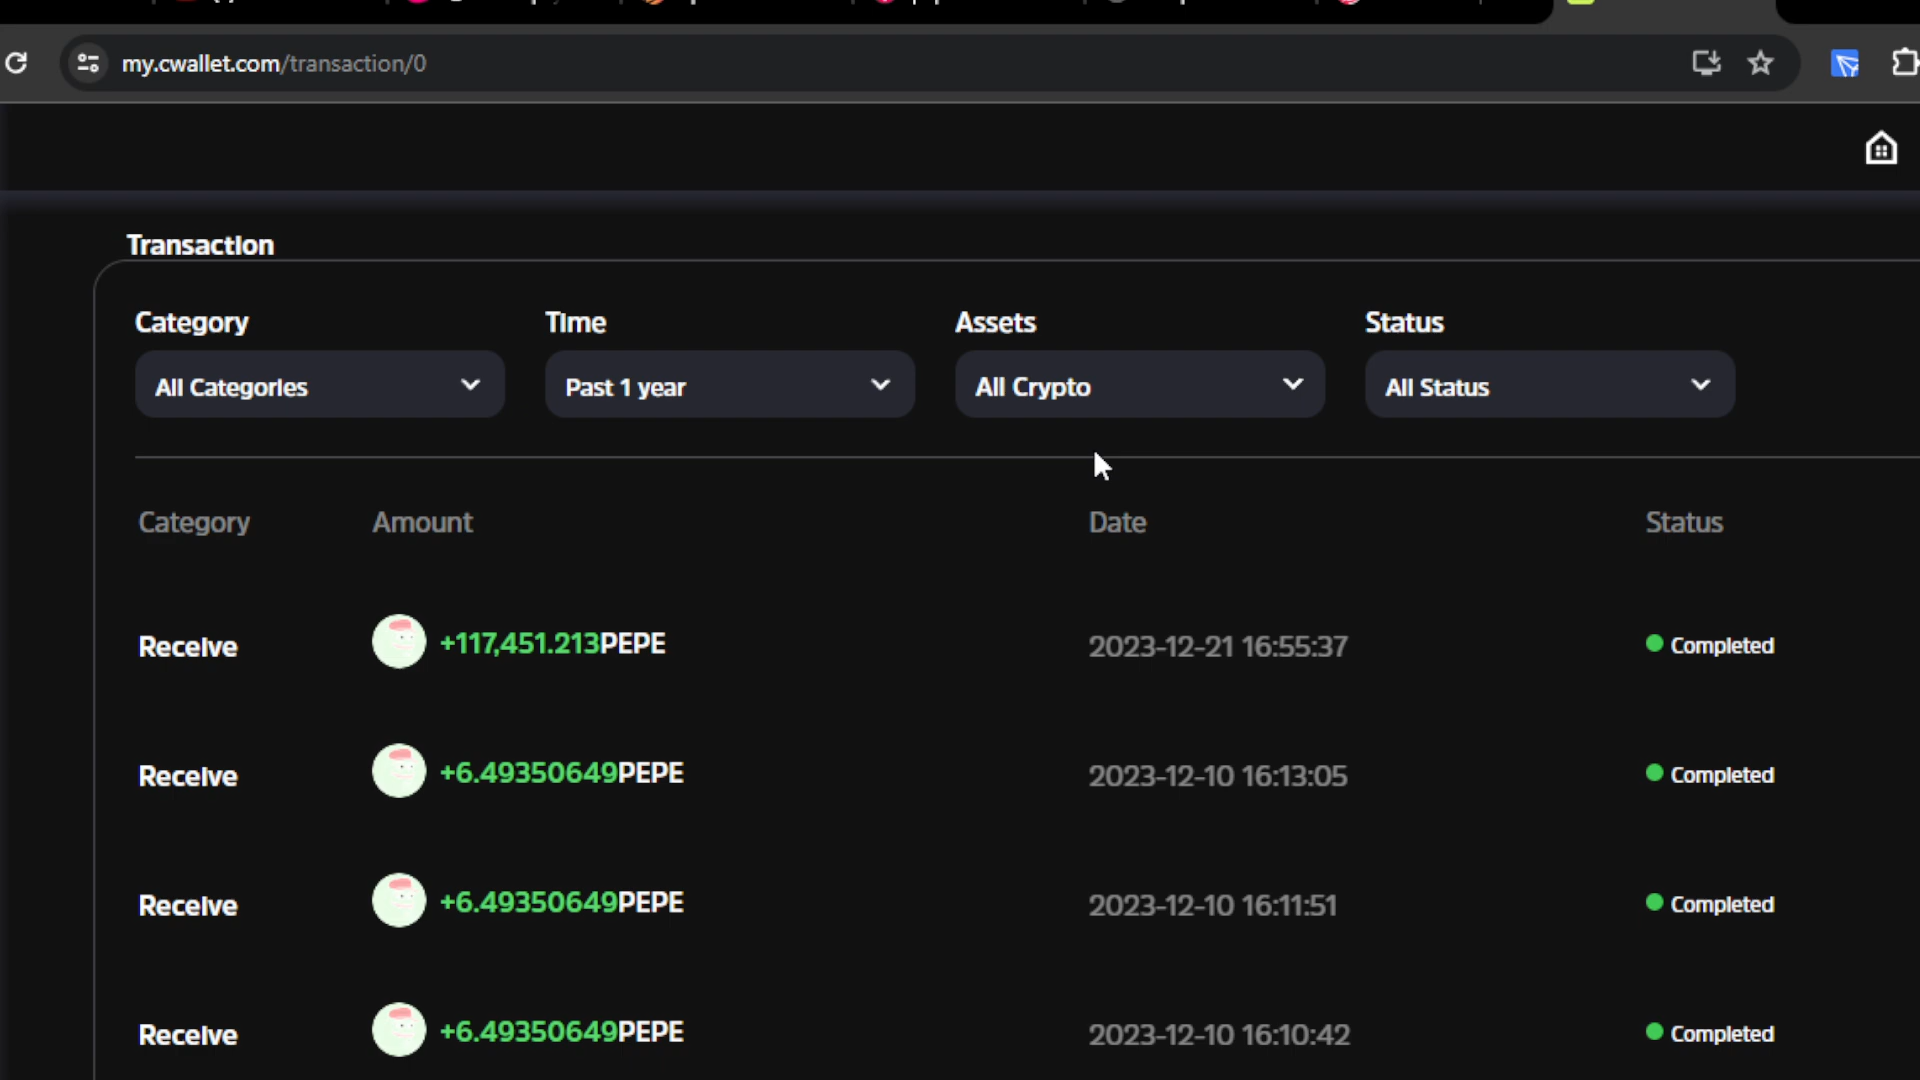 my.cwallet.com/transaction/0
Transaction
Category Time Assets Status
All Categories Past 1 year All Crypto All Status
Category Amount Date Status
Receive +117,451.213PEPE 2023-12-21 16:55:37 Completed
Receive +6.49350649PEPE 2023-12-10 16:13:05 Completed
Receive +6.49350649PEPE 2023-12-10 16:11:51 Completed
Receive +6.49350649PEPE 2023-12-10 16:10:42 Completed